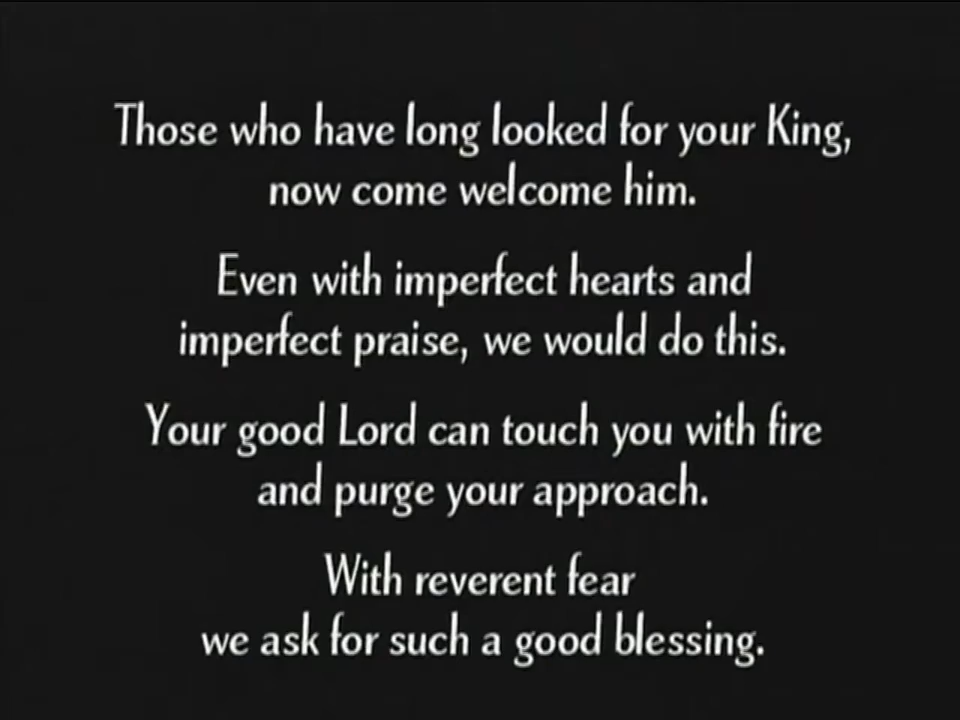 Those who have long looked for your King,
now come welcome him.
Even with imperfect hearts and
imperfect praise, we would do this.
Your good Lord can touch you with fire
and purge your approach.
With reverent fear
we ask for such a good blessing.